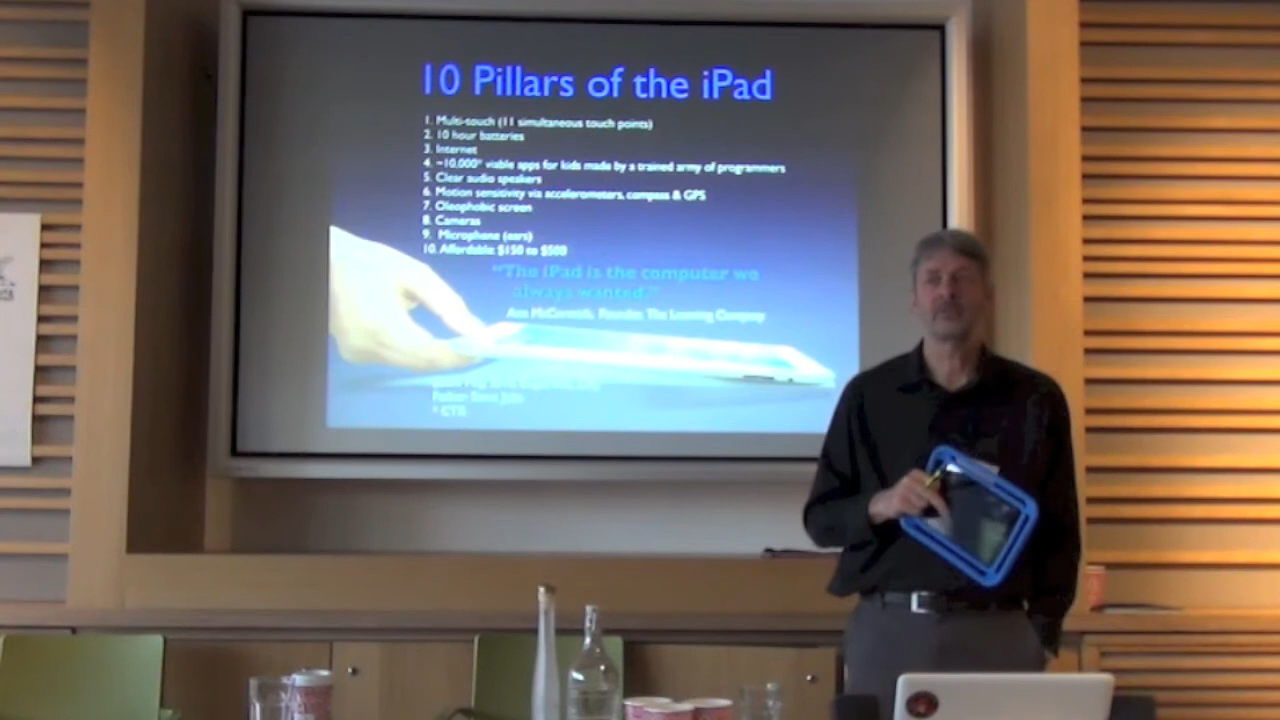 10 Pillars of the iPad
1. Multi-touch (11 simultaneous touch points)
2. 10 hour batteries
3. Internet
4. ~10,000* viable apps for kids made by a trained army of programmers
5. Clear audio speakers
6. Motion sensitivity via accelerometers, compass & GPS
7. Oleophobic screen
8. Cameras
9. Microphone (ears)
10. Affordable $150 to $500
"The iPad is the computer we
always wanted."
Ann McCormick, Founder, The Learning Company
* CTR